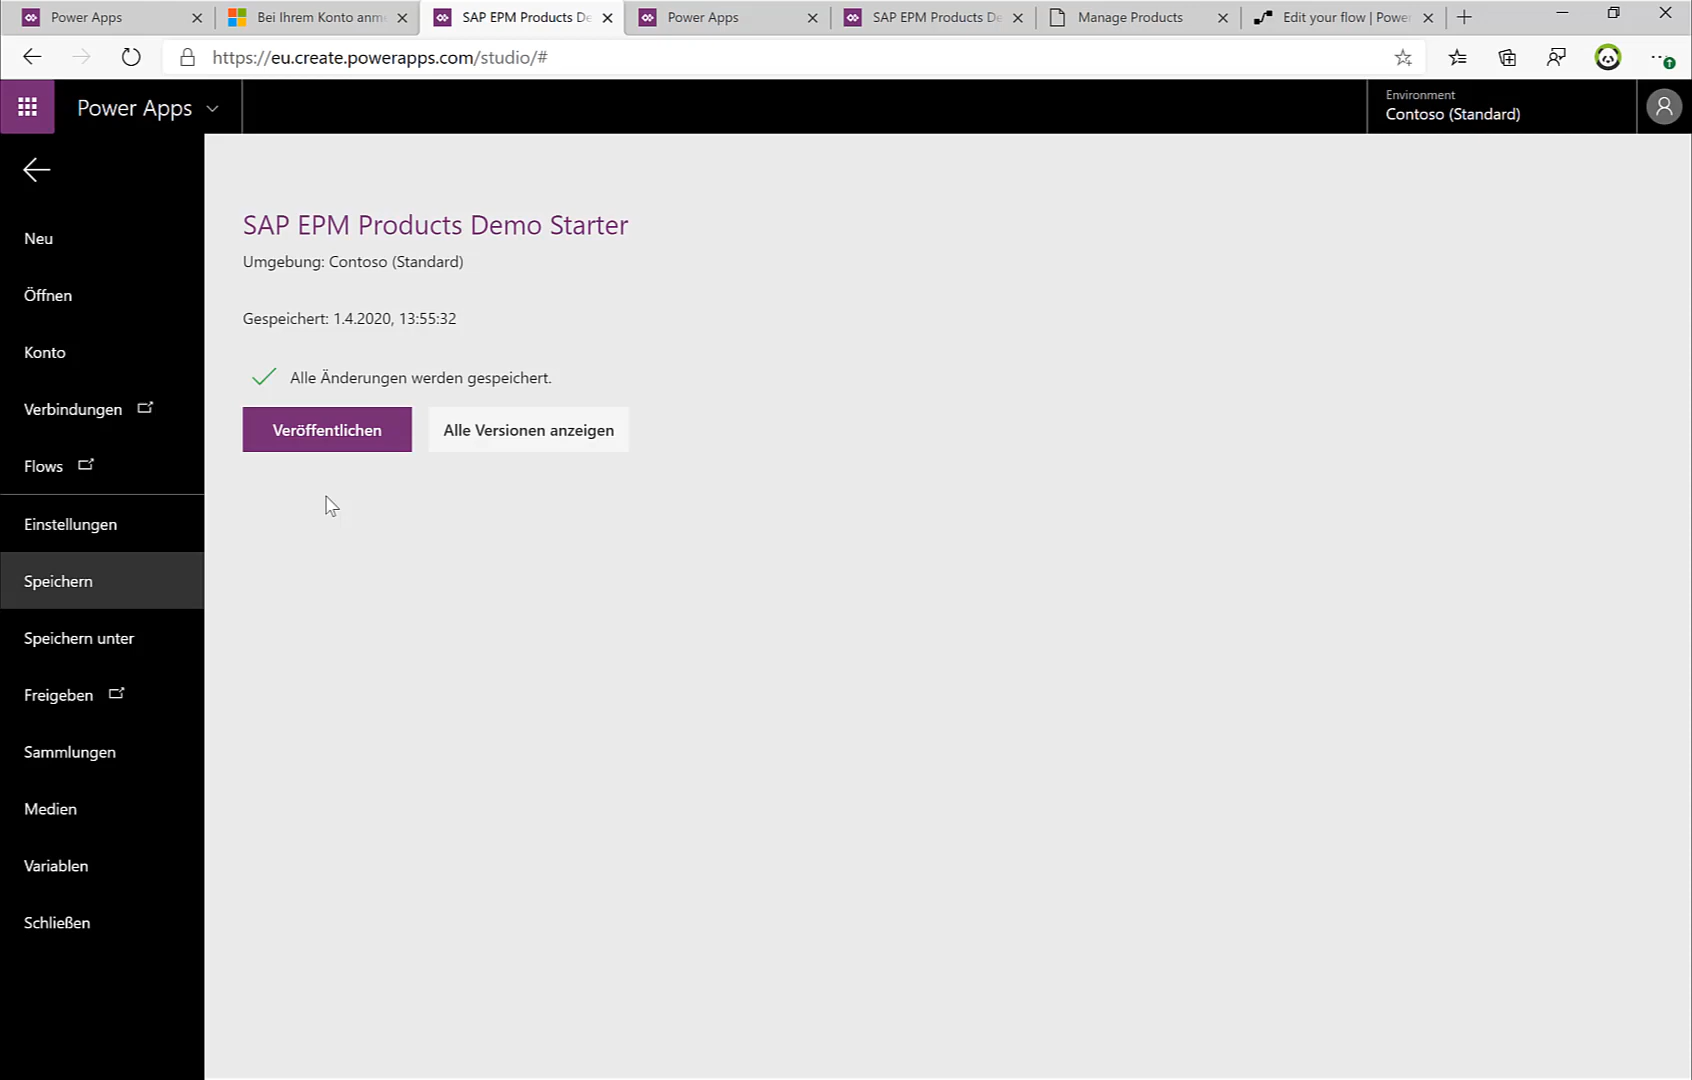 Power Apps
Bei Ihrem Konto anm
SAP EPM Products De
Power Apps
SAP EPM Products De
Manage Products
Edit your flow | Power
https://eu.create.powerapps.com/studio/#
Power Apps
Environment
Contoso (Standard)
Neu
Öffnen
Konto
Verbindungen
Flows
Einstellungen
Speichern
Speichern unter
Freigeben
Sammlungen
Medien
Variablen
Schließen
SAP EPM Products Demo Starter
Umgebung: Contoso (Standard)
Gespeichert: 1.4.2020, 13:55:32
Alle Änderungen werden gespeichert.
Veröffentlichen
Alle Versionen anzeigen